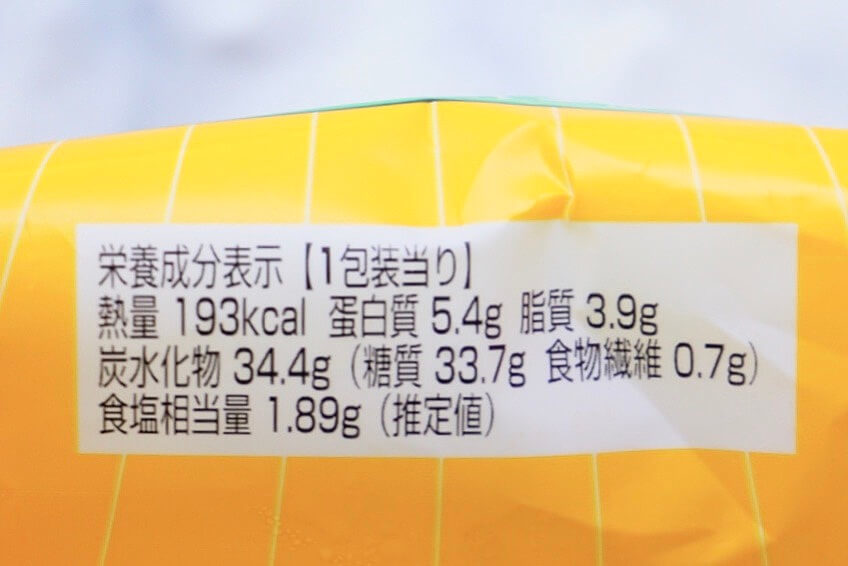 栄養成分表示【1包装当り】
熱量 193kcal 蛋白質 5.4g 脂質 3.9g
炭水化物 34.4g（糖質 33.7g 食物繊維 0.7g）
食塩相当量 1.89g（推定値）